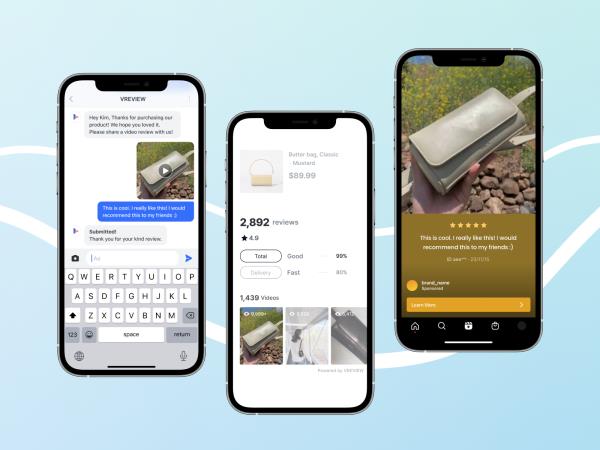 VREVIEW
Hey Kim, Thanks for purchasing our
product! We hope you loved it.
Please share a video review with us!
This is cool. I really like this! I would
recommend this to my friends :)
Submitted!
Thank you for your kind review.
Aa
Q W E R T Y U I O P
A S D F G H J K L
Z X C V B N M
123 space return
Butter bag, Classic
- Mustard
$89.99
2,892 reviews
4.9
Total Good 99%
Delivery Fast 80%
1,439 Videos
9,999+
Powered by VREVIEW
This is cool. I really like this! I would
recommend this to my friends :)
ID see** · 23/11/15
brand_name
Sponsored
Learn More